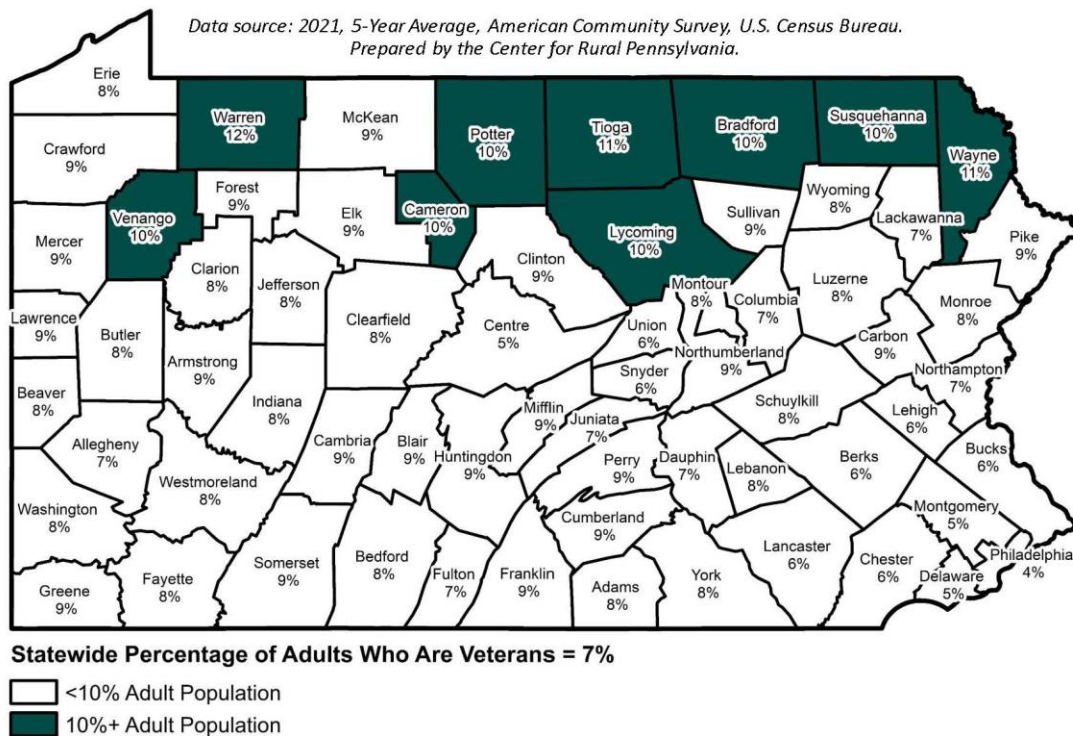 Data source: 2021, 5-Year Average, American Community Survey, U.S. Census Bureau.
Prepared by the Center for Rural Pennsylvania.
Erie
8%
Warren
12%
McKean
9%
Potter
10%
Tioga
11%
Bradford
10%
Susquehanna
10%
Wayne
11%
Crawford
9%
Forest
9%
Venango
10%
Elk
9%
Cameron
10%
Sullivan
9%
Wyoming
8%
Lackawanna
7%
Pike
9%
Mercer
9%
Clarion
8%
Jefferson
8%
Clinton
9%
Lycoming
10%
Montour
8%
Columbia
7%
Luzerne
8%
Monroe
8%
Lawrence
9%
Butler
8%
Armstrong
9%
Clearfield
8%
Centre
5%
Union
6%
Northumberland
9%
Carbon
9%
Northampton
7%
Beaver
8%
Indiana
8%
Snyder
6%
Mifflin
9%
Juniata
7%
Schuylkill
8%
Lehigh
6%
Allegheny
7%
Cambria
9%
Blair
9%
Huntingdon
9%
Perry
9%
Dauphin
7%
Lebanon
8%
Berks
6%
Bucks
6%
Washington
8%
Westmoreland
8%
Cumberland
9%
Montgomery
5%
Greene
9%
Fayette
8%
Somerset
9%
Bedford
8%
Fulton
7%
Franklin
9%
Adams
8%
York
8%
Lancaster
6%
Chester
6%
Delaware
5%
Philadelphia
4%
Statewide Percentage of Adults Who Are Veterans = 7%
<10% Adult Population
10%+ Adult Population